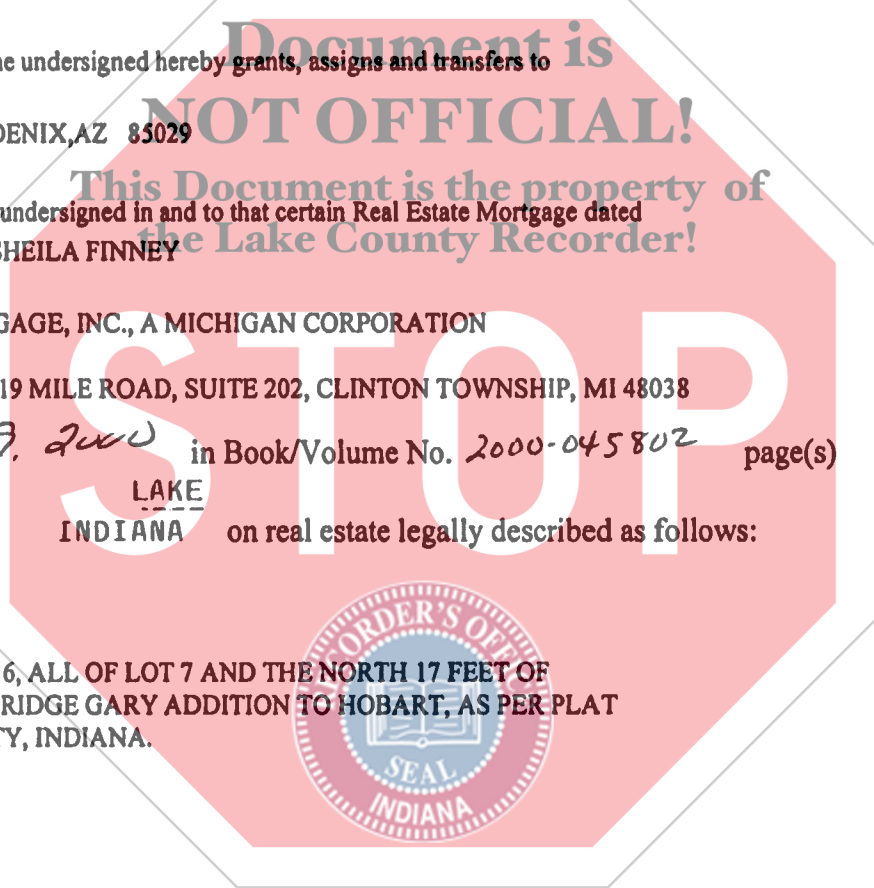 Document is
he undersigned hereby grants, assigns and transfers to
NOT OFFICIAL!
OENIX,AZ 85029
This Document is the property of
undersigned in and to that certain Real Estate Mortgage dated
the Lake County Recorder!
SHEILA FINNEY
GAGE, INC., A MICHIGAN CORPORATION
STOP
19 MILE ROAD, SUITE 202, CLINTON TOWNSHIP, MI 48038
2000 in Book/Volume No. 2000-045802 page(s)
LAKE
INDIANA on real estate legally described as follows:
RECORDER'S OFFICE
6, ALL OF LOT 7 AND THE NORTH 17 FEET OF
RIDGE GARY ADDITION TO HOBART, AS PER PLAT
TY, INDIANA.
SEAL
INDIANA